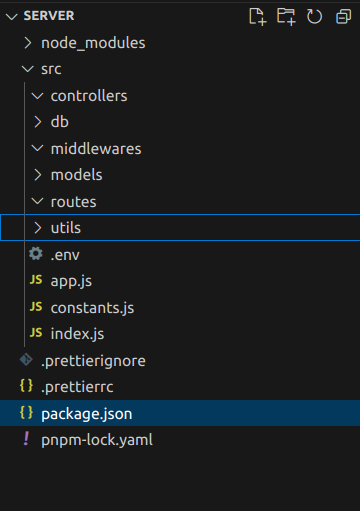 SERVER
node_modules
src
controllers
db
middlewares
models
routes
utils
.env
JS app.js
JS constants.js
JS index.js
.prettierignore
{} .prettierrc
{} package.json
! pnpm-lock.yaml